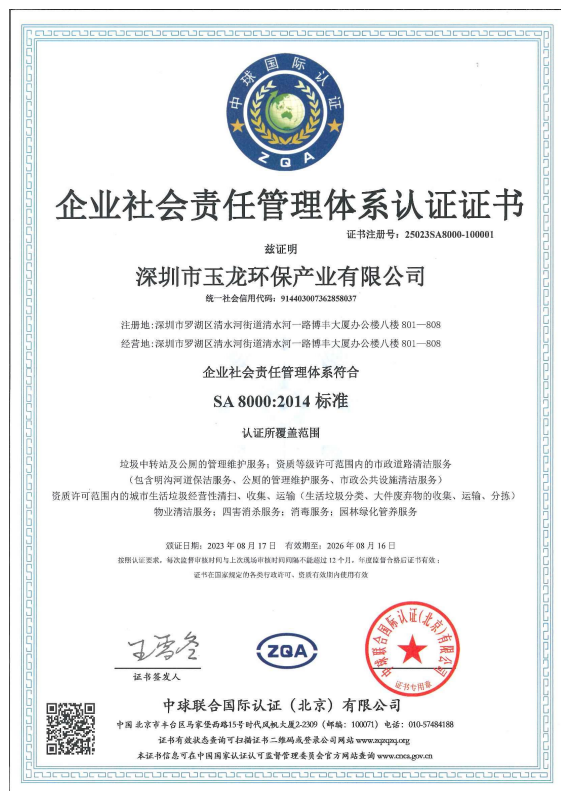 中球国际认证
ZQA
企业社会责任管理体系认证证书
证书注册号：25023SA8000-100001
兹证明
深圳市玉龙环保产业有限公司
统一社会信用代码：914403007362858037
注册地:深圳市罗湖区清水河街道清水河一路博丰大厦办公楼八楼 801—808
经营地:深圳市罗湖区清水河街道清水河一路博丰大厦办公楼八楼 801—808
企业社会责任管理体系符合
SA 8000:2014 标准
认证所覆盖范围
垃圾中转站及公厕的管理维护服务；资质等级许可范围内的市政道路清洁服务
（包含明沟河道保洁服务、公厕的管理维护服务、市政公共设施清洁服务）
资质许可范围内的城市生活垃圾经营性清扫、收集、运输（生活垃圾分类、大件废弃物的收集、运输、分拣）
物业清洁服务；四害消杀服务；消毒服务；园林绿化管养服务
颁证日期：2023 年 08 月 17 日 有效期至：2026 年 08 月 16 日
按照认证要求，每次监督审核时间与上次现场审核时间间隔不能超过 12 个月，年度监督合格后证书有效；
证书在国家规定的各类行政许可、资质有效期内使用有效
证书签发人
ZQA
中球联合国际认证(北京)有限公司
证书专用章
中球联合国际认证（北京）有限公司
中国 北京市丰台区马家堡西路15号时代风帆大厦2-2309（邮编：100071）电话：010-57484188
证书有效状态查询可扫描证书二维码或登录公司网站 www.zqzqzq.org
本证书信息可在中国国家认证认可监督管理委员会官方网站查询 www.cnca.gov.cn